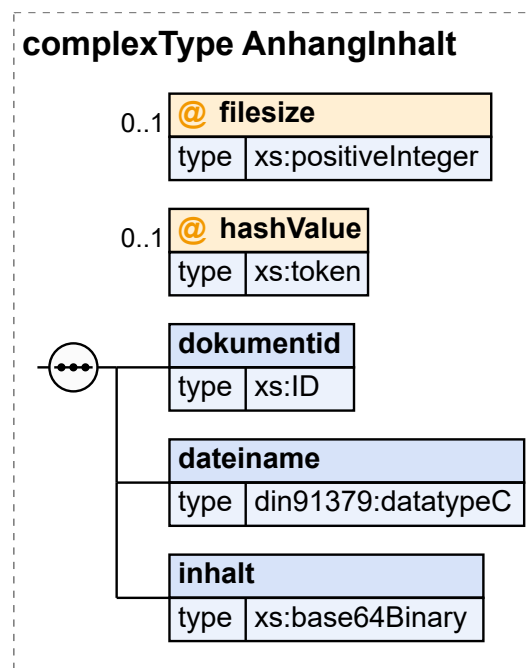 complexType AnhangInhalt
0..1 @ filesize
type xs:positiveInteger
0..1 @ hashValue
type xs:token
dokumentid
type xs:ID
dateiname
type din91379:datatypeC
inhalt
type xs:base64Binary